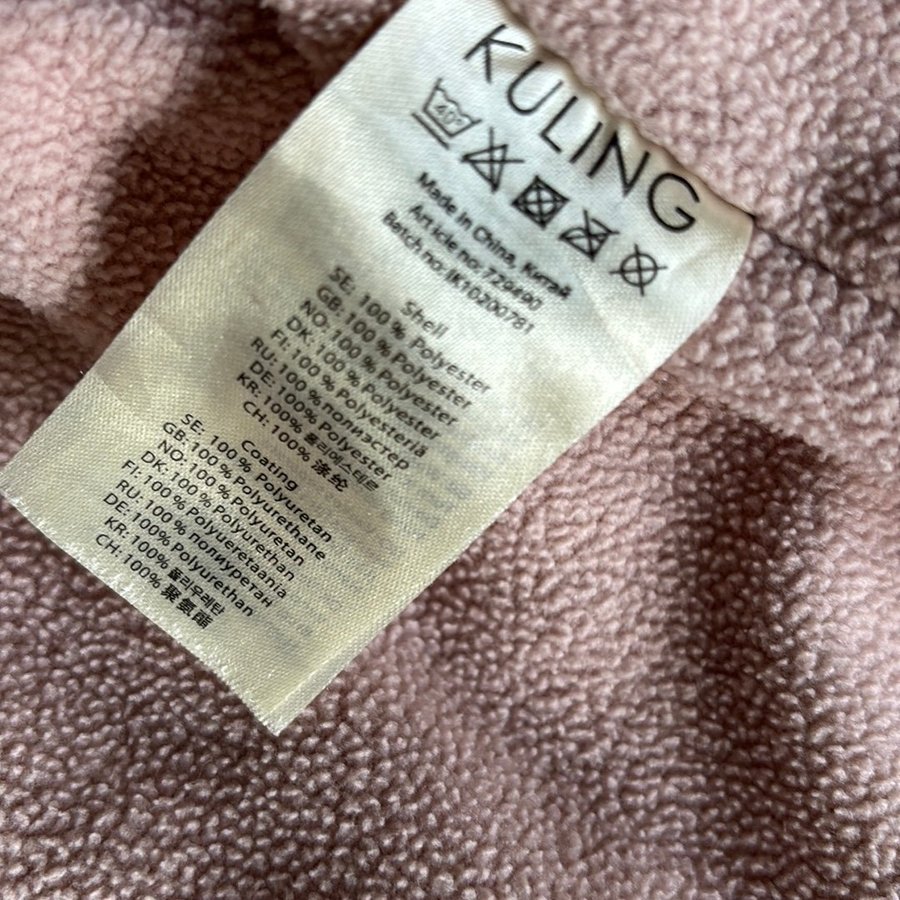 KULING
40°
Made in China, Китай
Article no: 729490
Batch no: IK10200781
Shell
SE: 100 % Polyester
GB: 100 % Polyester
NO: 100 % Polyester
DK: 100 % Polyester
FI: 100% Polyesteriä
RU: 100% полиэстер
DE: 100% Polyester
KR: 100% 폴리에스테르
CH: 100% 涤纶
Coating
SE: 100 % Polyuretan
GB: 100 % Polyurethane
NO: 100 % Polyuretan
DK: 100 % Polyurethan
FI: 100 % Polyueretaania
RU: 100 % полиуретан
DE: 100% Polyurethan
KR: 100% 폴리우레탄
CH: 100% 聚氨酯